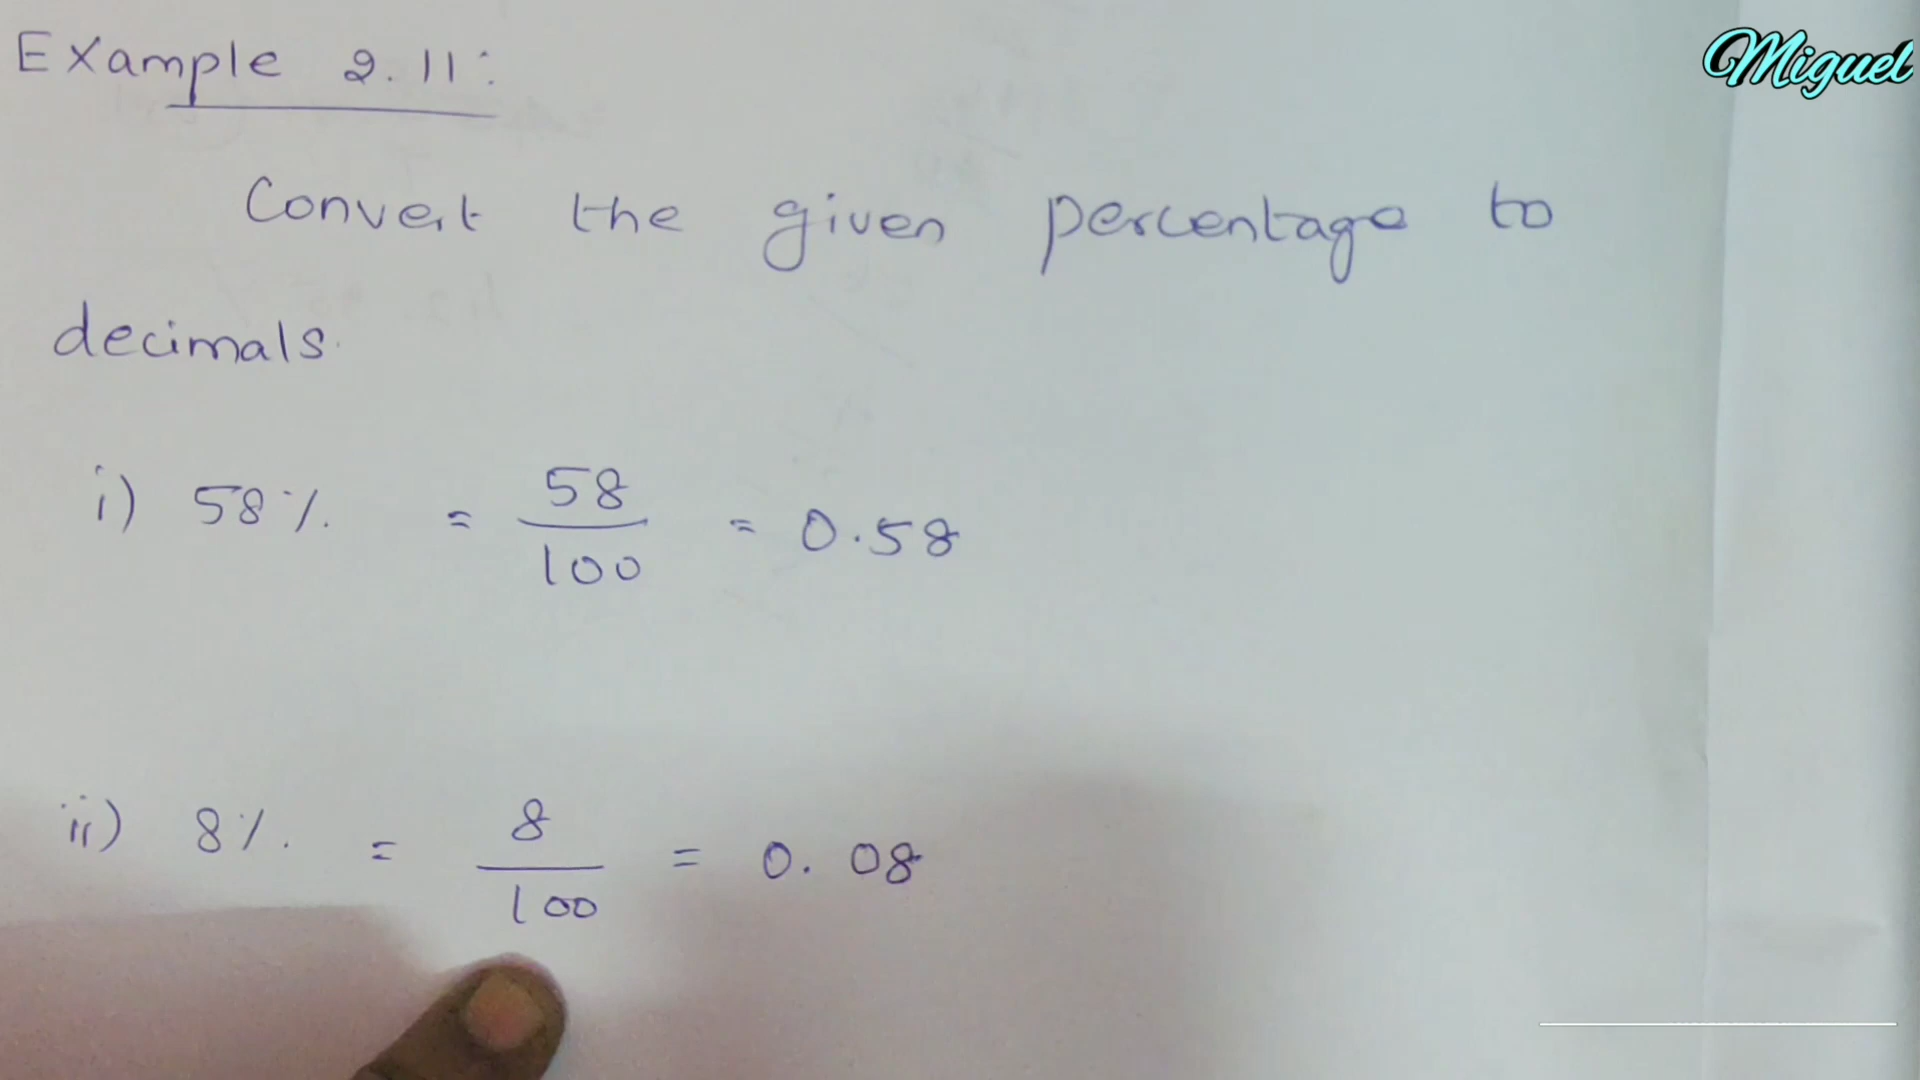 Example 2.11:
Miguel
Convert the given percentage to
decimals.
i) 58% = 58/100 = 0.58
ii) 8% = 8/100 = 0.08